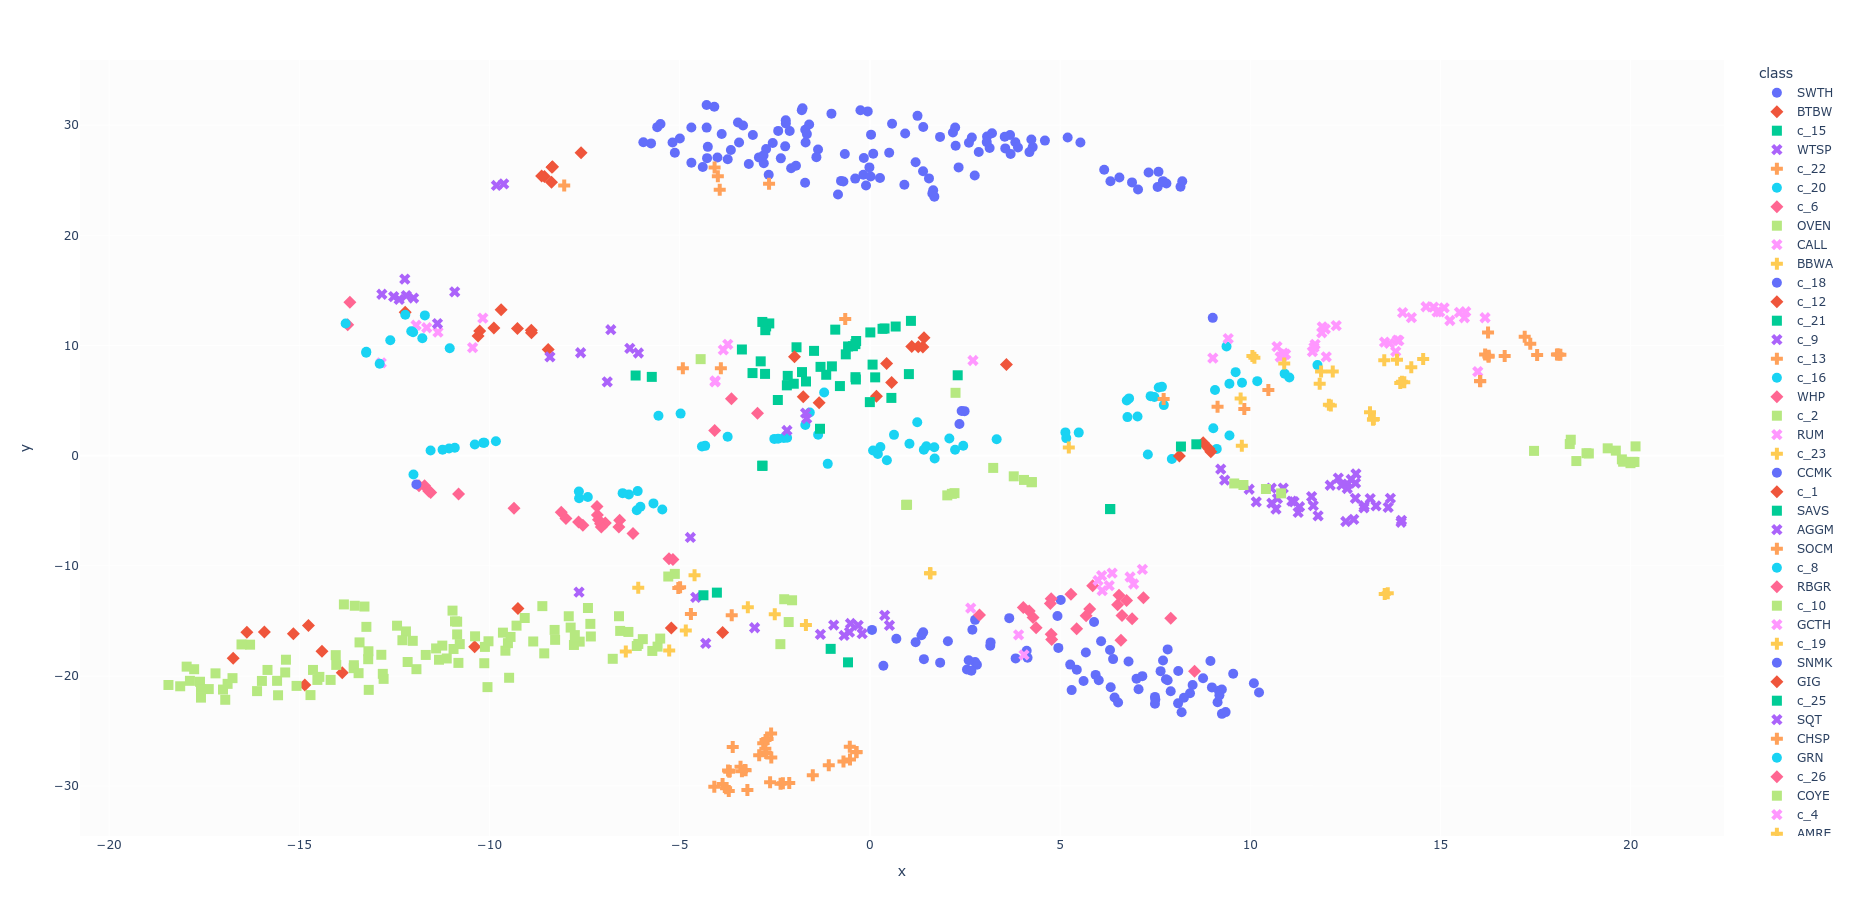 class
SWTH
BTBW
c_15
WTSP
c_22
c_20
c_6
OVEN
CALL
BBWA
c_18
c_12
c_21
c_9
c_13
c_16
WHP
c_2
RUM
c_23
CCMK
c_1
SAVS
AGGM
SOCM
c_8
RBGR
c_10
GCTH
c_19
SNMK
GIG
c_25
SQT
CHSP
GRN
c_26
COYE
c_4
AMRE
30
20
10
0
−10
−20
−30
y
−20
−15
−10
−5
0
5
10
15
20
x